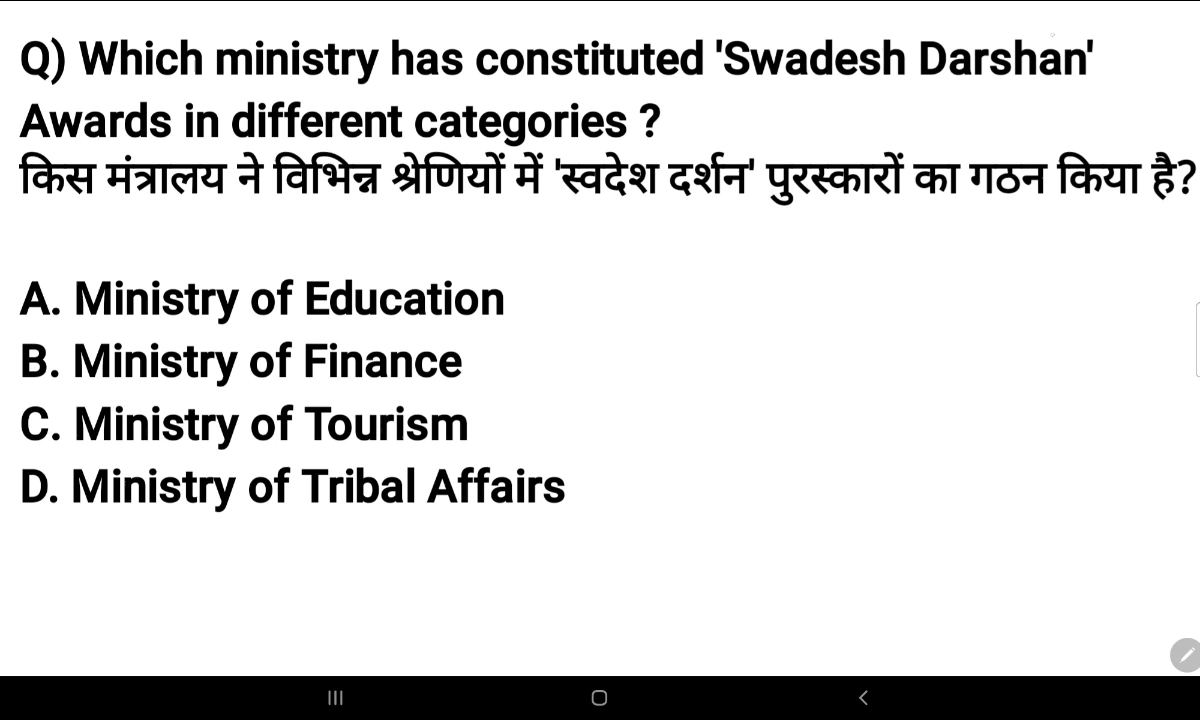 Q) Which ministry has constituted 'Swadesh Darshan'
Awards in different categories ?
किस मंत्रालय ने विभिन्न श्रेणियों में 'स्वदेश दर्शन' पुरस्कारों का गठन किया है?
A. Ministry of Education
B. Ministry of Finance
C. Ministry of Tourism
D. Ministry of Tribal Affairs